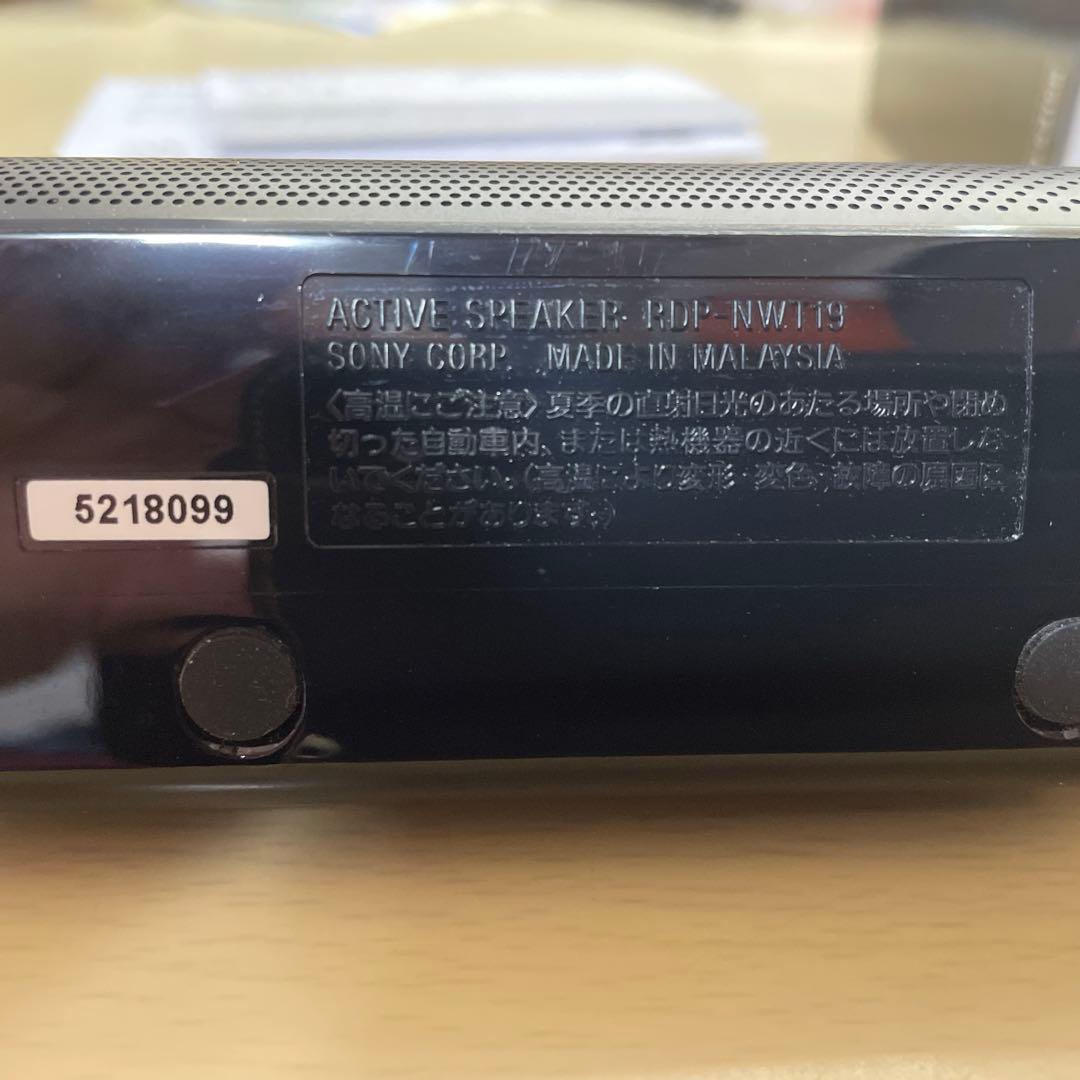 ACTIVE SPEAKER RDP-NWT19
SONY CORP. MADE IN MALAYSIA
〈高温にご注意〉夏季の直射日光のあたる場所や閉め
切った自動車内、または熱機器の近くには放置しな
いでください。(高温により変形、変色、故障の原因に
なることがあります。)
5218099